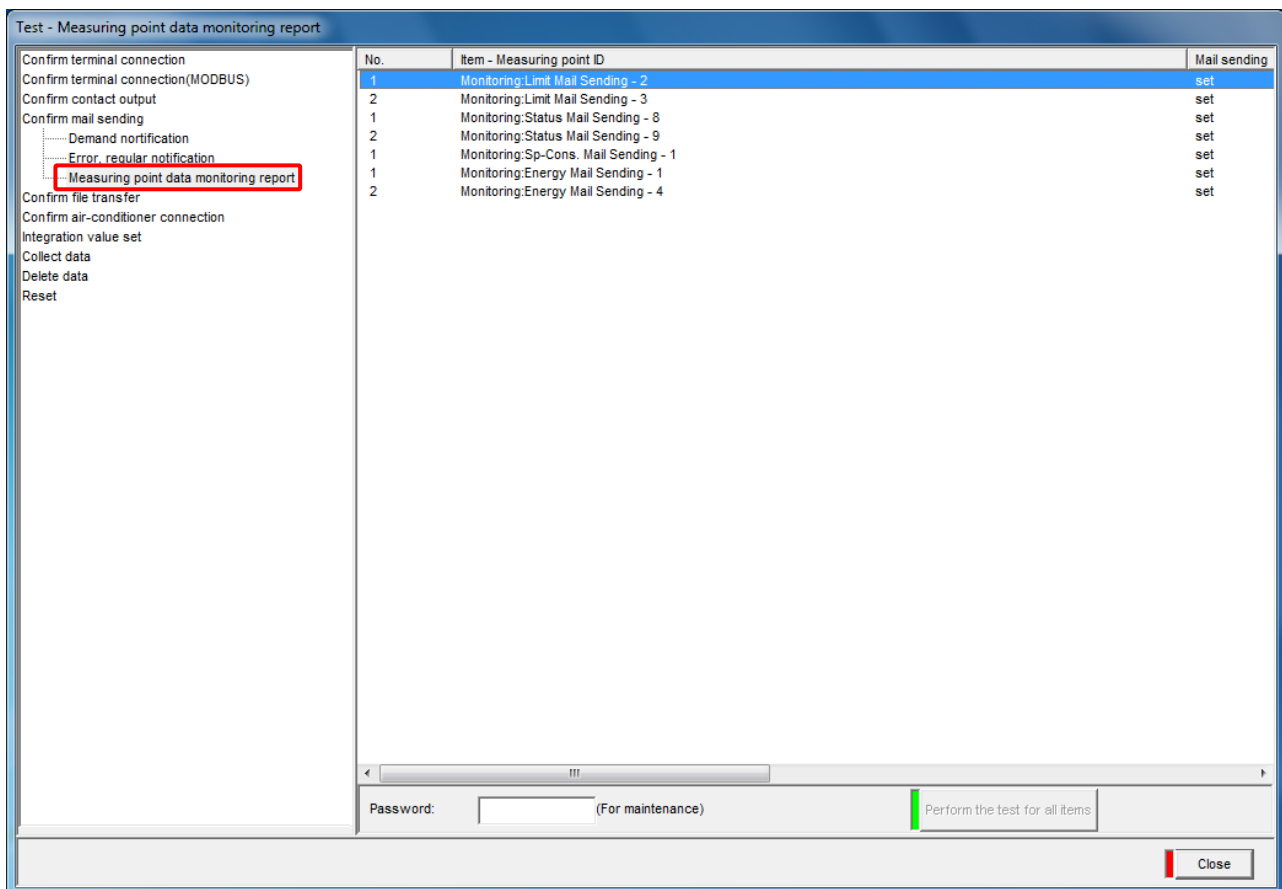 Test - Measuring point data monitoring report
Confirm terminal connection
Confirm terminal connection(MODBUS)
Confirm contact output
Confirm mail sending
Demand nortification
Error, regular notification
Measuring point data monitoring report
Confirm file transfer
Confirm air-conditioner connection
Integration value set
Collect data
Delete data
Reset
No. Item - Measuring point ID Mail sending
1 Monitoring:Limit Mail Sending - 2 set
2 Monitoring:Limit Mail Sending - 3 set
1 Monitoring:Status Mail Sending - 8 set
2 Monitoring:Status Mail Sending - 9 set
1 Monitoring:Sp-Cons. Mail Sending - 1 set
1 Monitoring:Energy Mail Sending - 1 set
2 Monitoring:Energy Mail Sending - 4 set
Password: (For maintenance) Perform the test for all items
Close